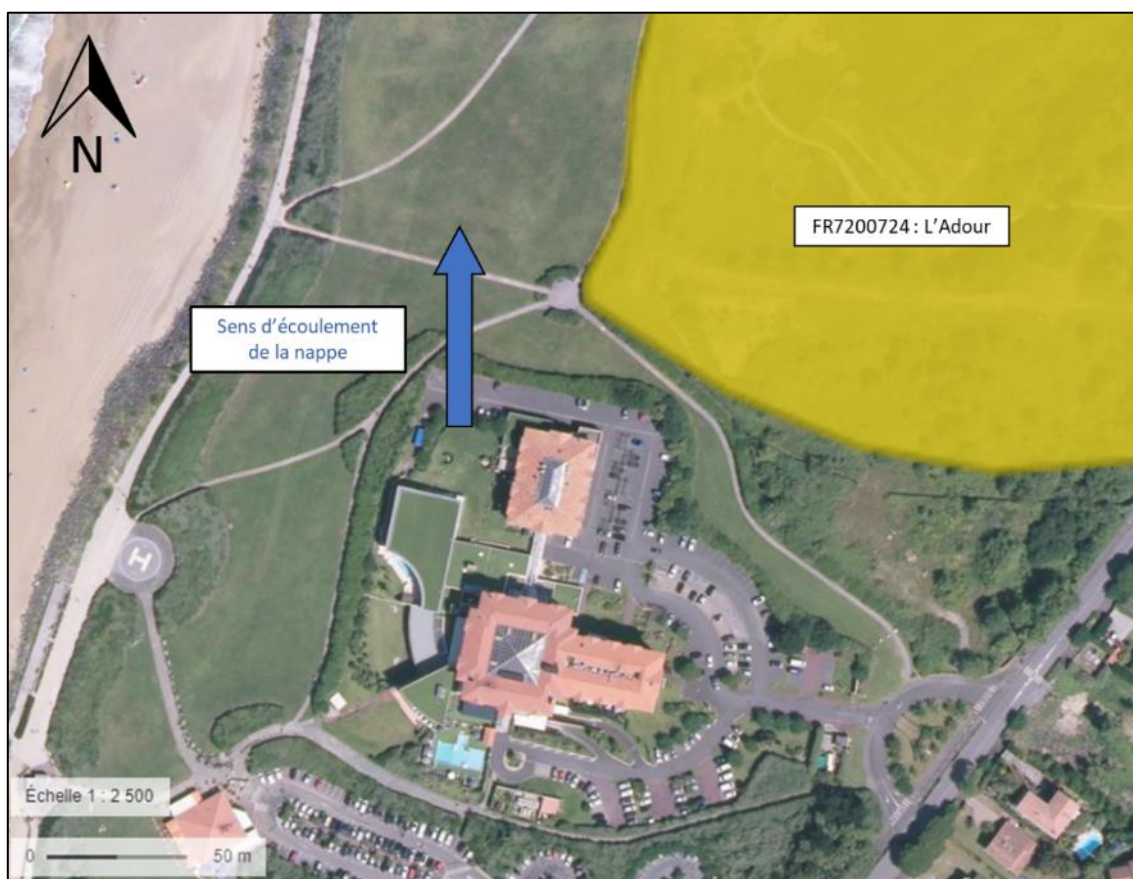 N
FR7200724 : L'Adour
Sens d'écoulement
de la nappe
H
Échelle 1 : 2 500
0 50 m